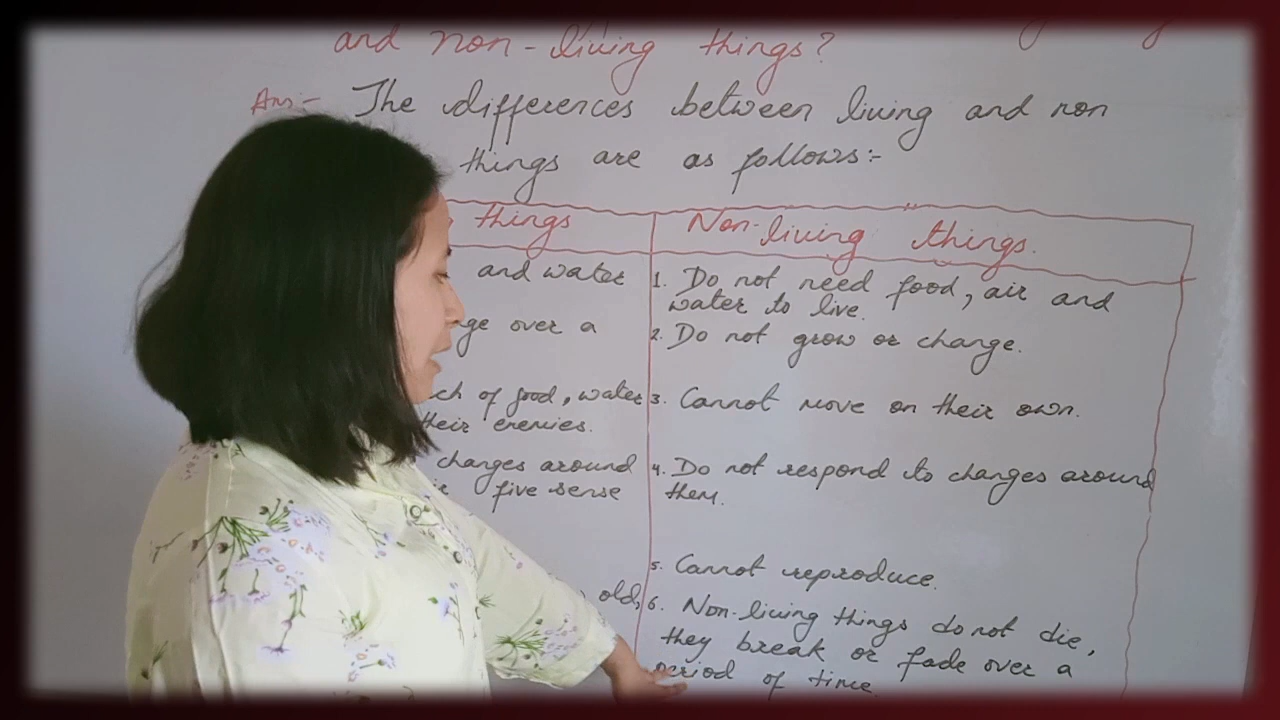 and non-living things?
Ans:- The differences between living and non
things are as follows:-
things
Non-living things.
and water
1. Do not need food, air and
water to live.
over a
2. Do not grow or change.
of food, water
their enemies.
3. Cannot move on their own.
changes around
five sense
4. Do not respond to changes around
them.
5. Cannot reproduce.
old,
6. Non-living things do not die,
they break or fade over a
period of time